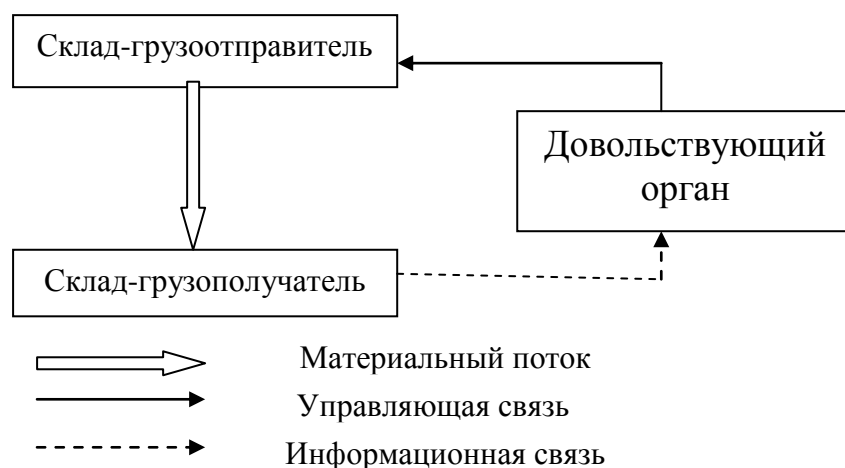 Склад-грузоотправитель
Довольствующий
орган
Склад-грузополучатель
Материальный поток
Управляющая связь
Информационная связь